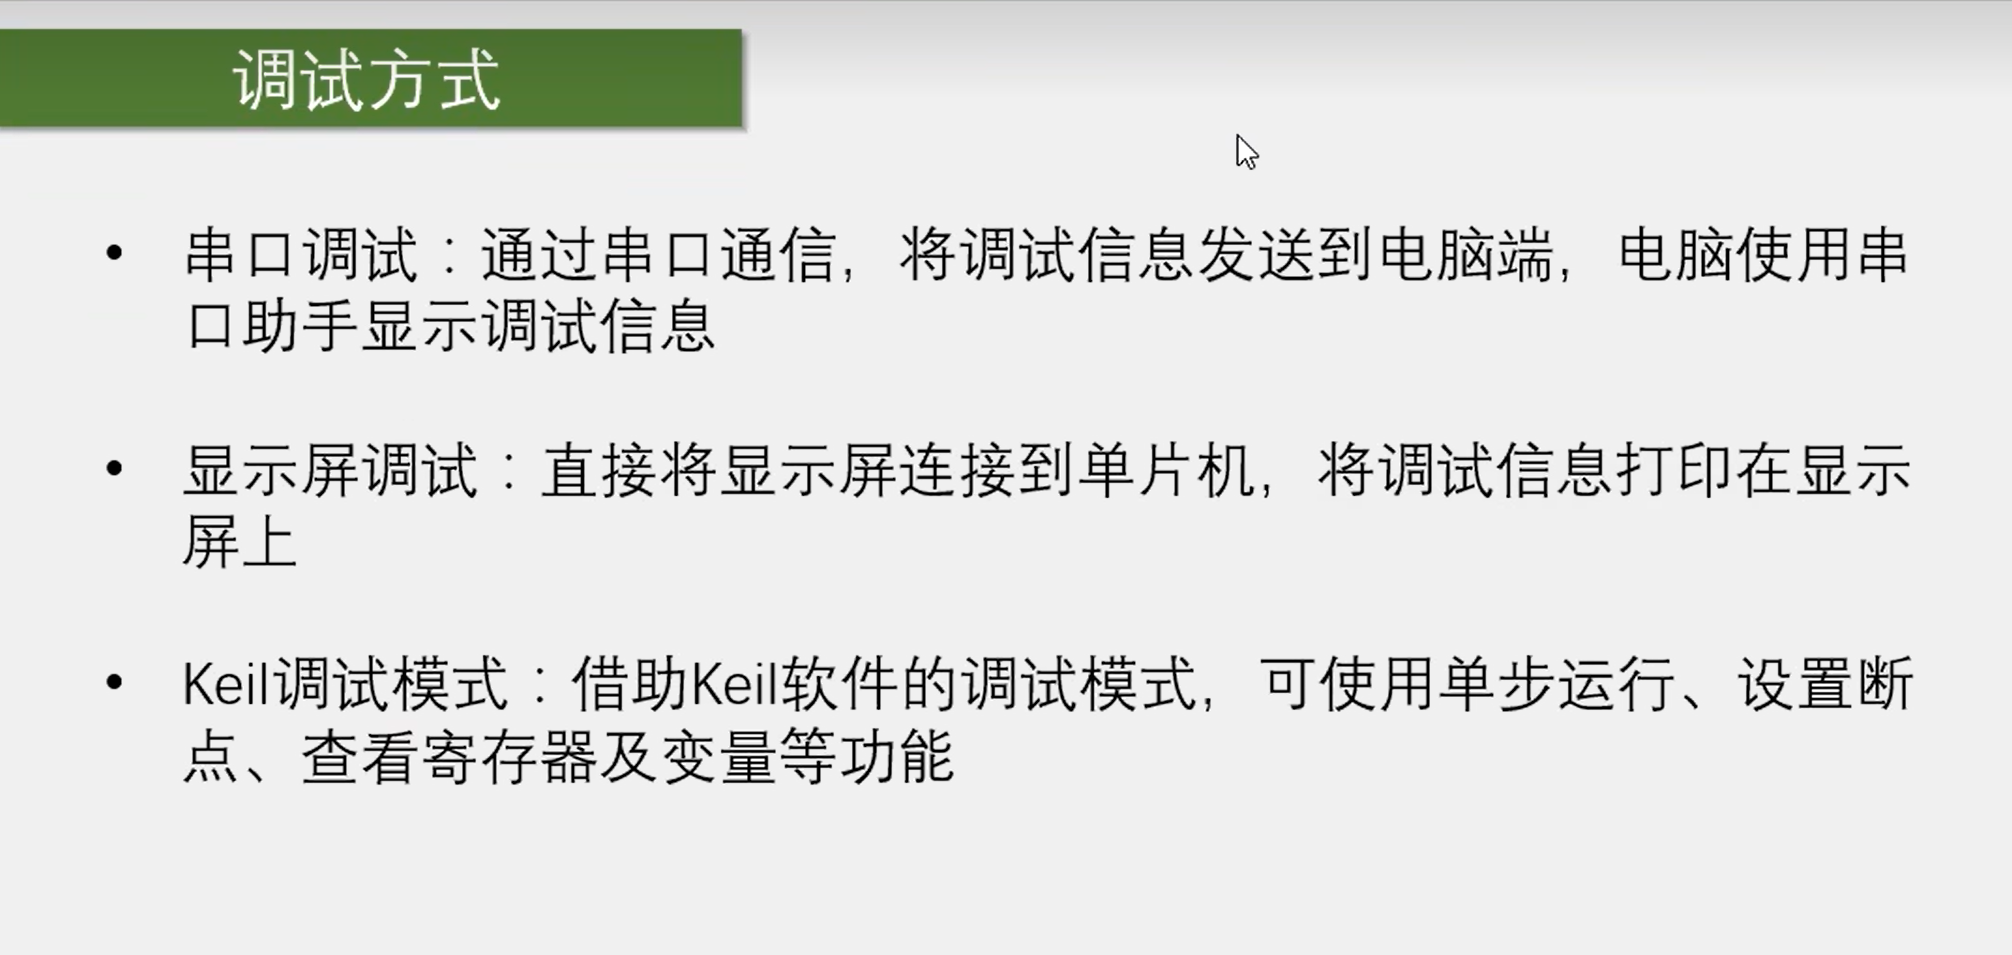 调试方式
• 串口调试：通过串口通信，将调试信息发送到电脑端，电脑使用串
口助手显示调试信息
• 显示屏调试：直接将显示屏连接到单片机，将调试信息打印在显示
屏上
• Keil调试模式：借助Keil软件的调试模式，可使用单步运行、设置断
点、查看寄存器及变量等功能